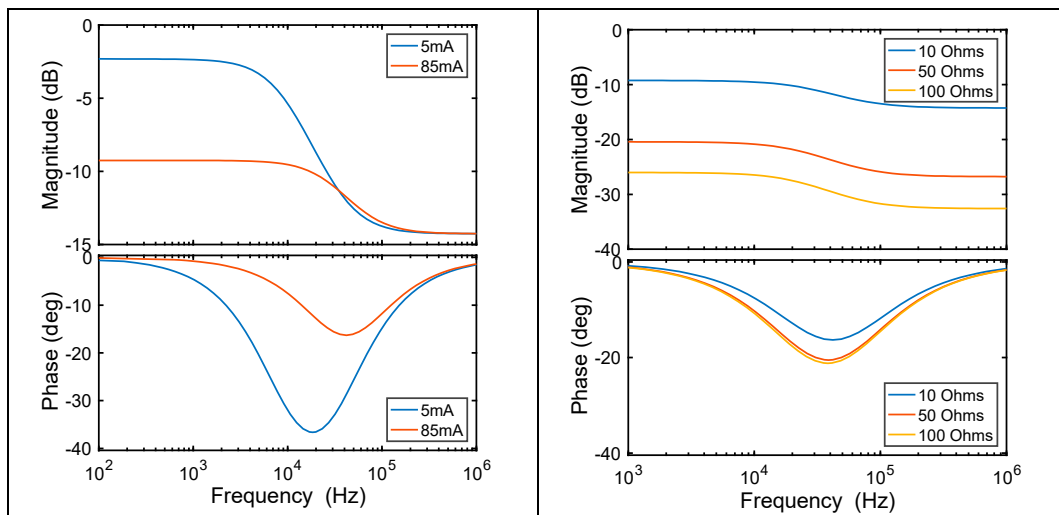 0
-5
-10
-15
Magnitude (dB)
5mA
85mA
0
-10
-20
-30
-40
Phase (deg)
5mA
85mA
10^2 10^3 10^4 10^5 10^6
Frequency (Hz)
0
-10
-20
-30
-40
Magnitude (dB)
10 Ohms
50 Ohms
100 Ohms
0
-20
-40
Phase (deg)
10 Ohms
50 Ohms
100 Ohms
10^3 10^4 10^5 10^6
Frequency (Hz)